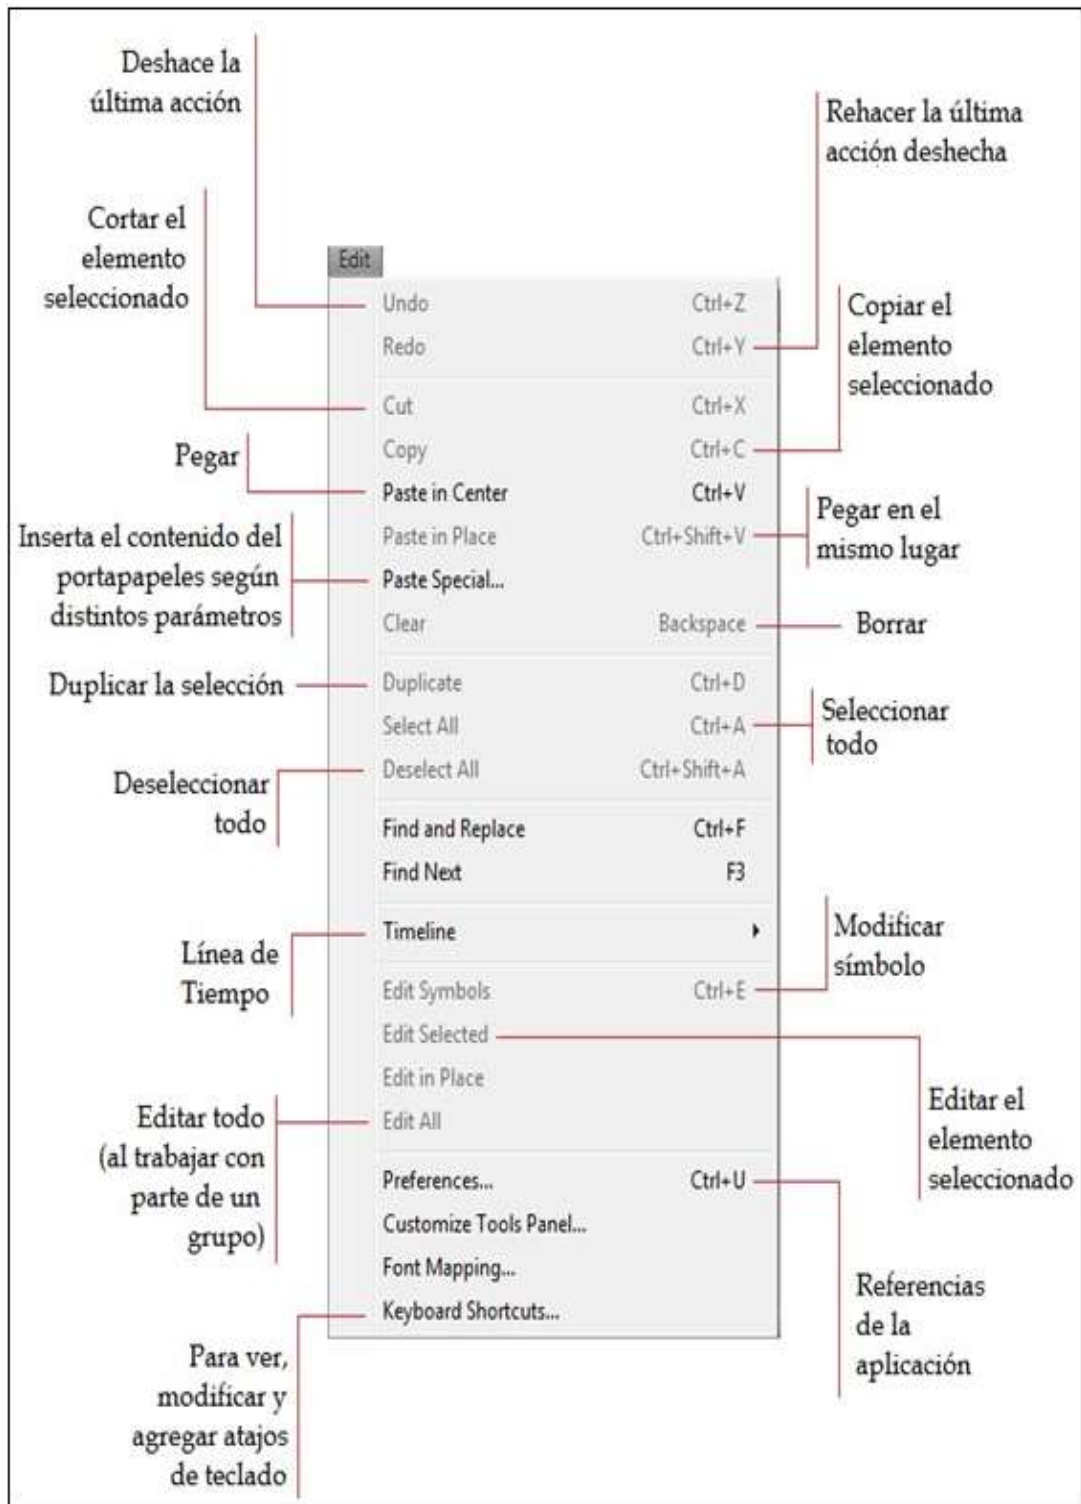 Deshace la
última acción
Rehacer la última
acción deshecha
Cortar el
elemento
seleccionado
Edit
Undo Ctrl+Z
Redo Ctrl+Y
Copiar el
elemento
seleccionado
Cut Ctrl+X
Copy Ctrl+C
Pegar
Paste in Center Ctrl+V
Paste in Place Ctrl+Shift+V
Pegar en el
mismo lugar
Inserta el contenido del
portapapeles según
distintos parámetros
Paste Special...
Clear Backspace
Borrar
Duplicar la selección
Duplicate Ctrl+D
Select All Ctrl+A
Seleccionar
todo
Deselect All Ctrl+Shift+A
Deseleccionar
todo
Find and Replace Ctrl+F
Find Next F3
Timeline
Línea de
Tiempo
Modificar
símbolo
Edit Symbols Ctrl+E
Edit Selected
Edit in Place
Edit All
Editar todo
(al trabajar con
parte de un
grupo)
Editar el
elemento
seleccionado
Preferences... Ctrl+U
Customize Tools Panel...
Font Mapping...
Keyboard Shortcuts...
Referencias
de la
aplicación
Para ver,
modificar y
agregar atajos
de teclado